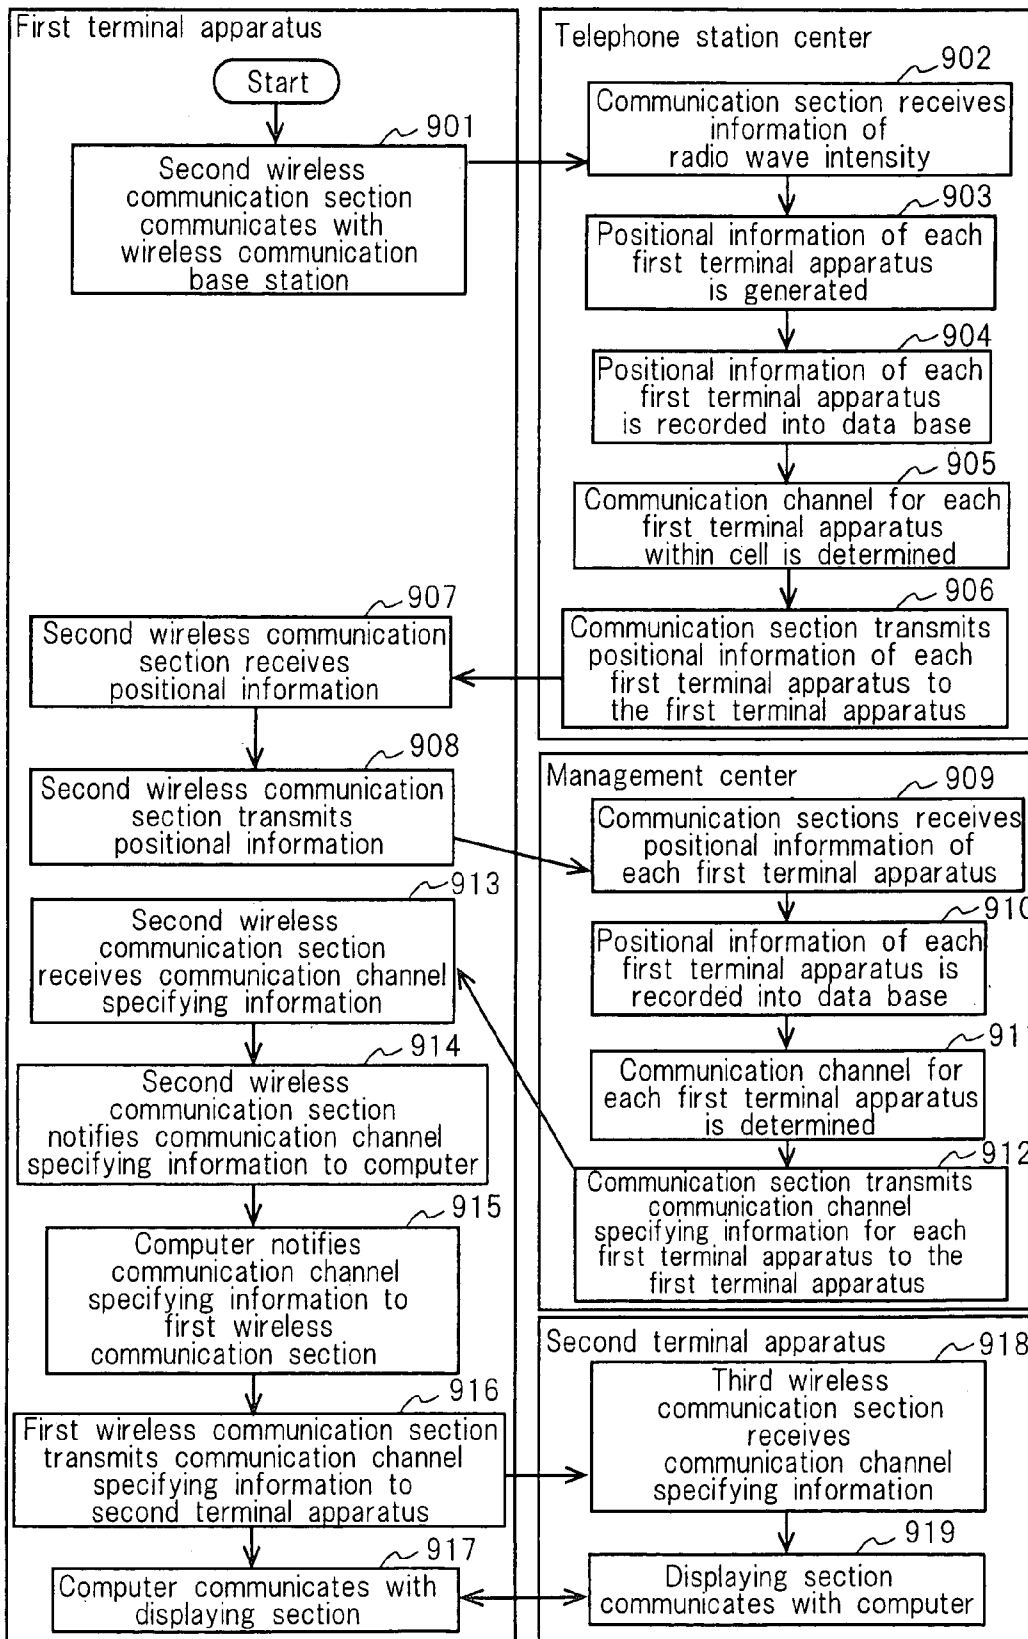 First terminal apparatus
Start
901
Second wireless
communication section
communicates with
wireless communication
base station
Telephone station center
902
Communication section receives
information of
radio wave intensity
903
Positional information of each
first terminal apparatus
is generated
904
Positional information of each
first terminal apparatus
is recorded into data base
905
Communication channel for each
first terminal apparatus
within cell is determined
906
Communication section transmits
positional information of each
first terminal apparatus to
the first terminal apparatus
907
Second wireless communication
section receives
positional information
908
Second wireless communication
section transmits
positional information
Management center
909
Communication sections receives
positional informmation of
each first terminal apparatus
910
Positional information of each
first terminal apparatus is
recorded into data base
911
Communication channel for
each first terminal apparatus
is determined
912
Communication section transmits
communication channel
specifying information for each
first terminal apparatus to the
first terminal apparatus
913
Second wireless
communication section
receives communication channel
specifying information
914
Second wireless
communication section
notifies communication channel
specifying information to computer
915
Computer notifies
communication channel
specifying information to
first wireless
communication section
916
First wireless communication section
transmits communication channel
specifying information to
second terminal apparatus
917
Computer communicates with
displaying section
Second terminal apparatus
918
Third wireless
communication section
receives
communication channel
specifying information
919
Displaying section
communicates with computer